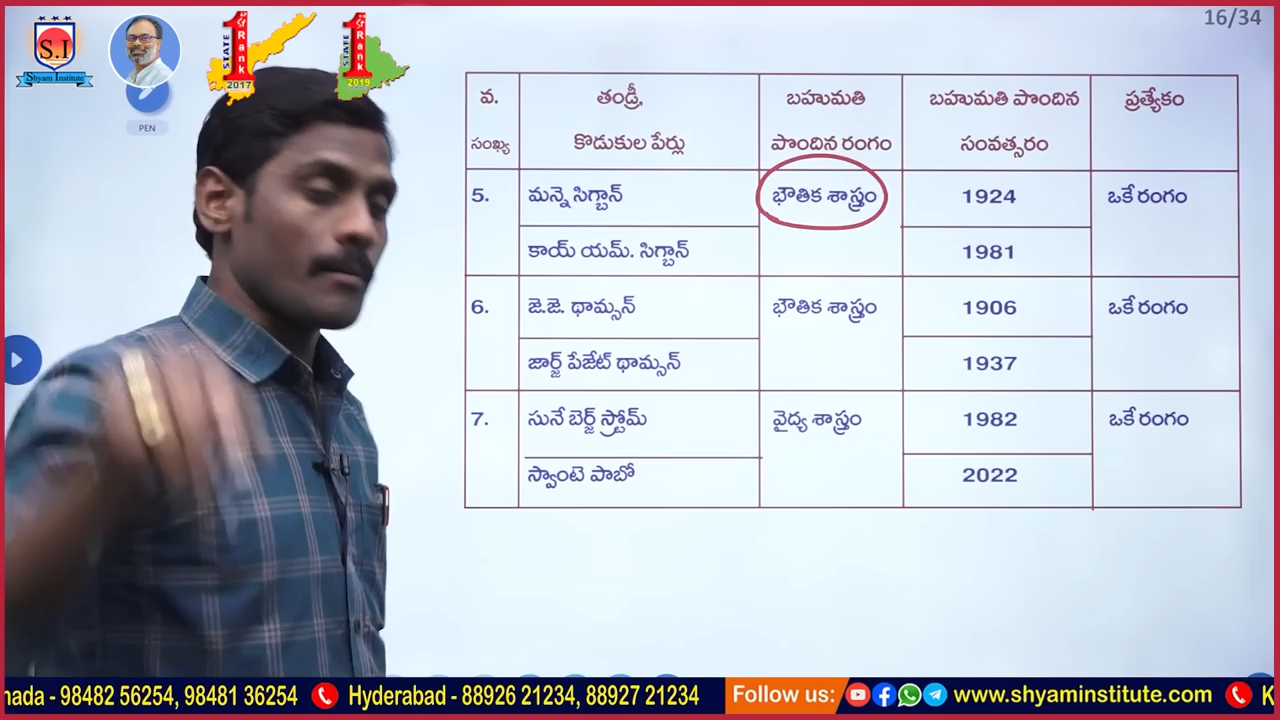 16/34
S.I
Shyam Institute
STATE 1 Rank 2017
STATE 1 Rank 2019
PEN
వ. సంఖ్య
తండ్రి, కొడుకుల పేర్లు
బహుమతి పొందిన రంగం
బహుమతి పొందిన సంవత్సరం
ప్రత్యేకం
5. మన్నె సిగ్బాన్ భౌతిక శాస్త్రం 1924 ఒకే రంగం
కాయ్ యమ్. సిగ్బాన్ 1981
6. జె.జె. థామ్సన్ భౌతిక శాస్త్రం 1906 ఒకే రంగం
జార్జ్ పేజేట్ థామ్సన్ 1937
7. సునే బెర్జ్ స్ట్రోమ్ వైద్య శాస్త్రం 1982 ఒకే రంగం
స్వాంటె పాబో 2022
nada - 98482 56254, 98481 36254 Hyderabad - 88926 21234, 88927 21234 Follow us: www.shyaminstitute.com K